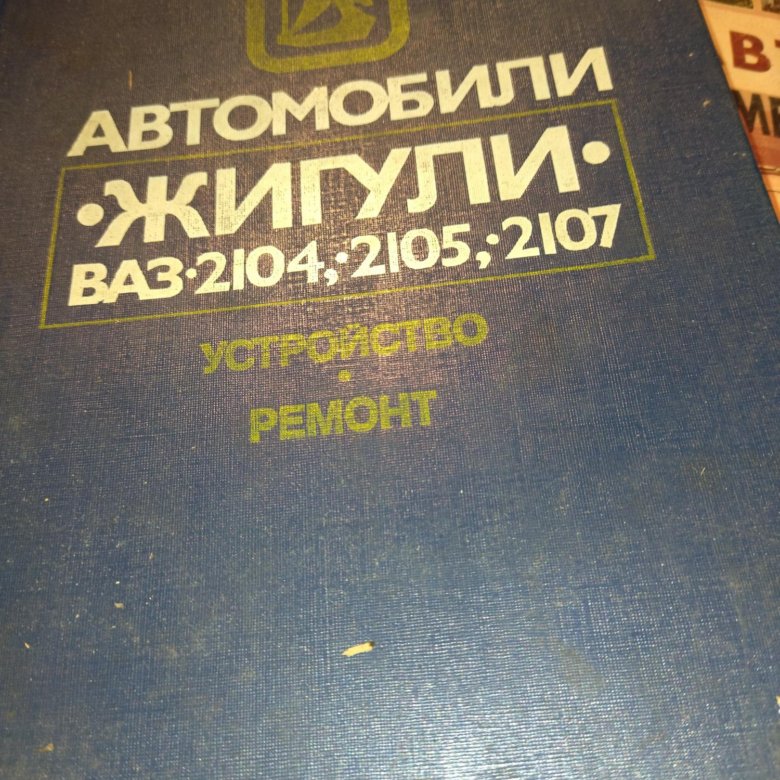 АВТОМОБИЛИ
·ЖИГУЛИ·
ВАЗ·2104,·2105,·2107
УСТРОЙСТВО
·
РЕМОНТ
В